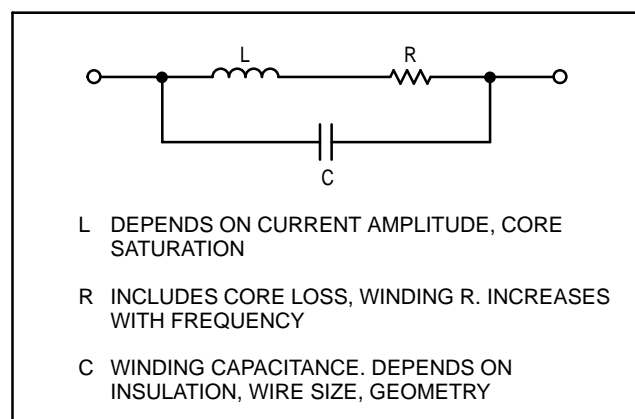 L
R
C
L DEPENDS ON CURRENT AMPLITUDE, CORE
SATURATION
R INCLUDES CORE LOSS, WINDING R. INCREASES
WITH FREQUENCY
C WINDING CAPACITANCE. DEPENDS ON
INSULATION, WIRE SIZE, GEOMETRY